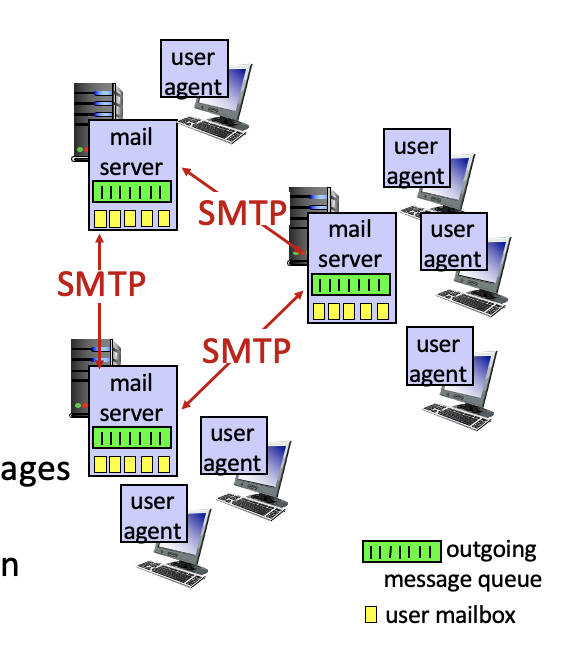 user
agent
mail
server
SMTP
user
agent
user
agent
mail
server
SMTP
SMTP
user
agent
mail
server
user
agent
ages
user
agent
n
outgoing
message queue
user mailbox